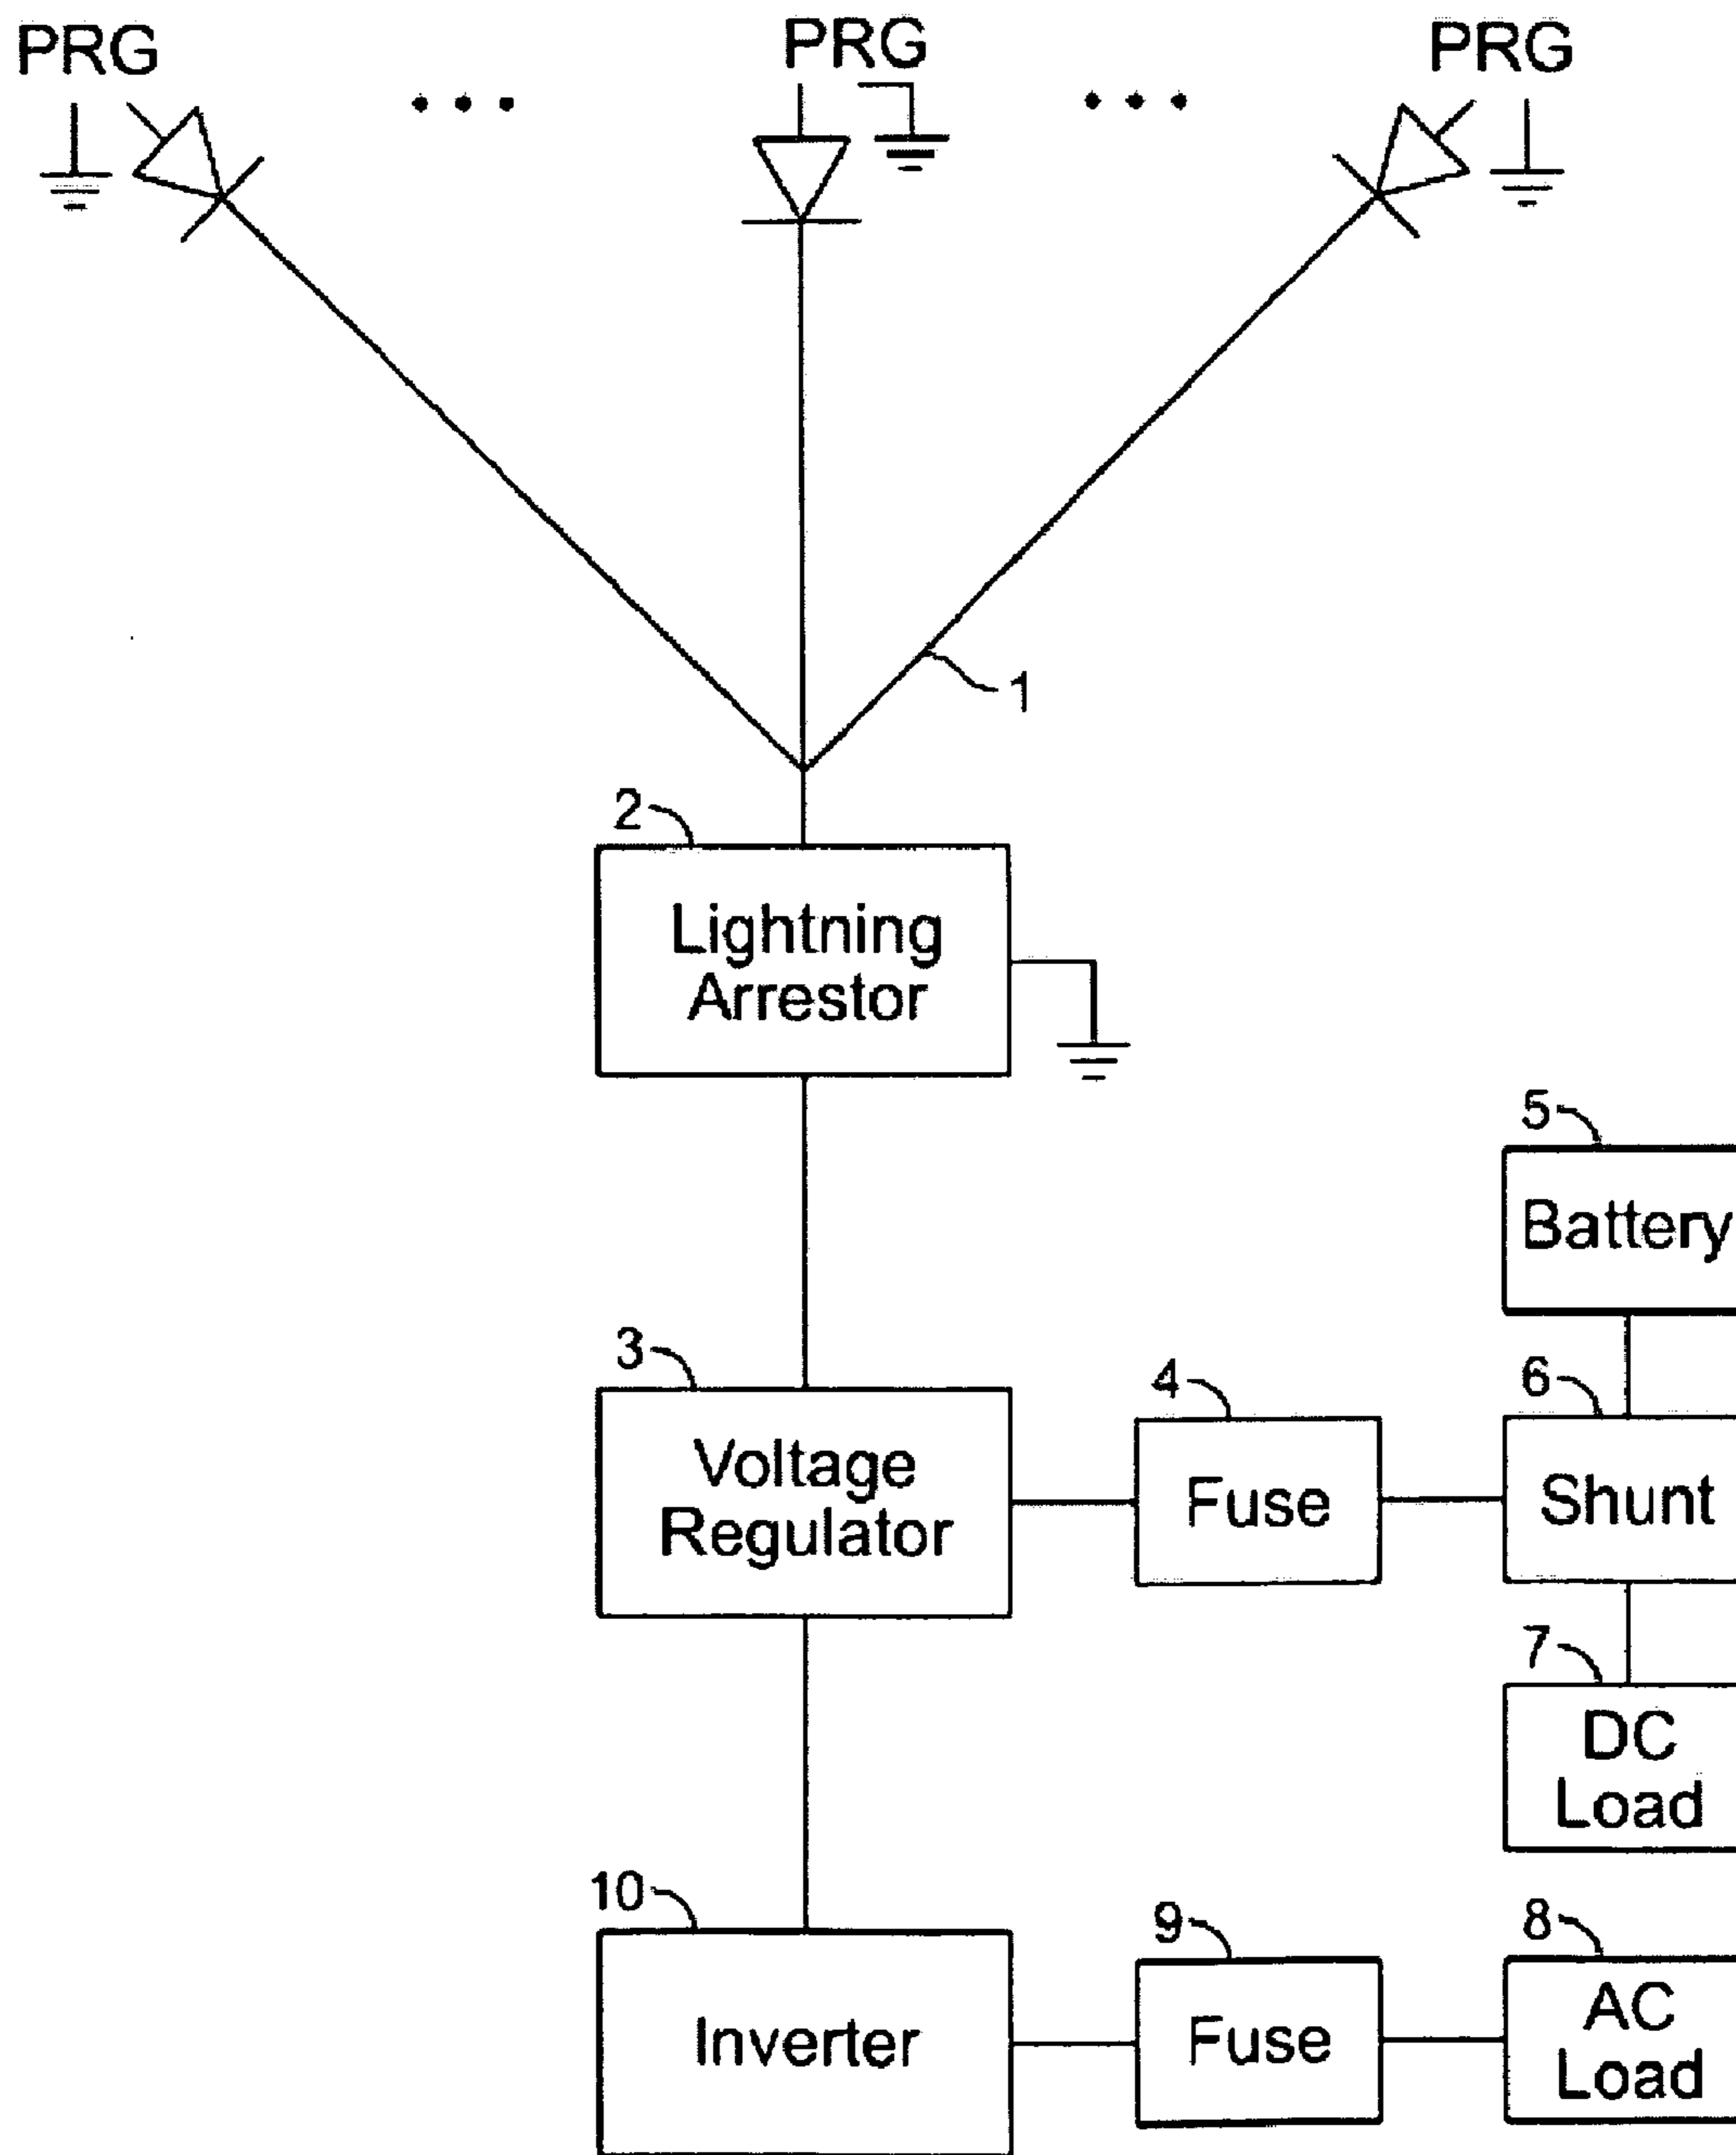 PRG PRG PRG
1
2
Lightning
Arrestor
5
Battery
3
Voltage
Regulator
4
Fuse
6
Shunt
7
DC
Load
10
Inverter
9
Fuse
8
AC
Load